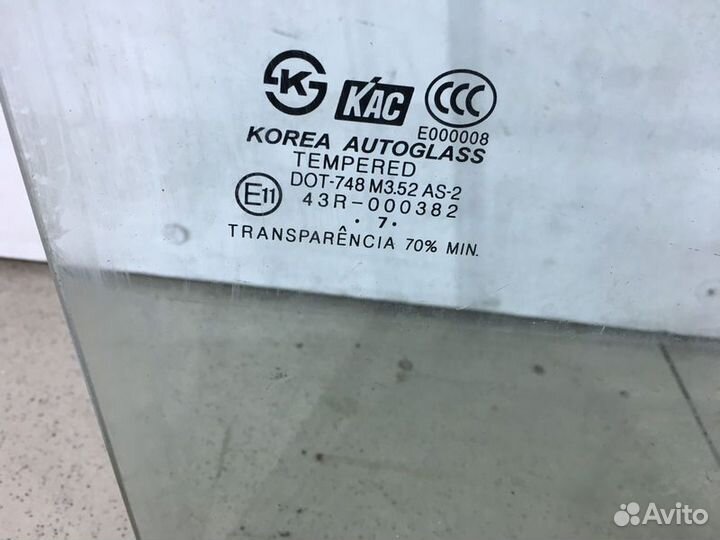 KS KAC CCC
E000008
KOREA AUTOGLASS
TEMPERED
DOT-748 M3.52 AS-2
E11 43R-000382
· 7 ·
TRANSPARÊNCIA 70% MIN.
Avito